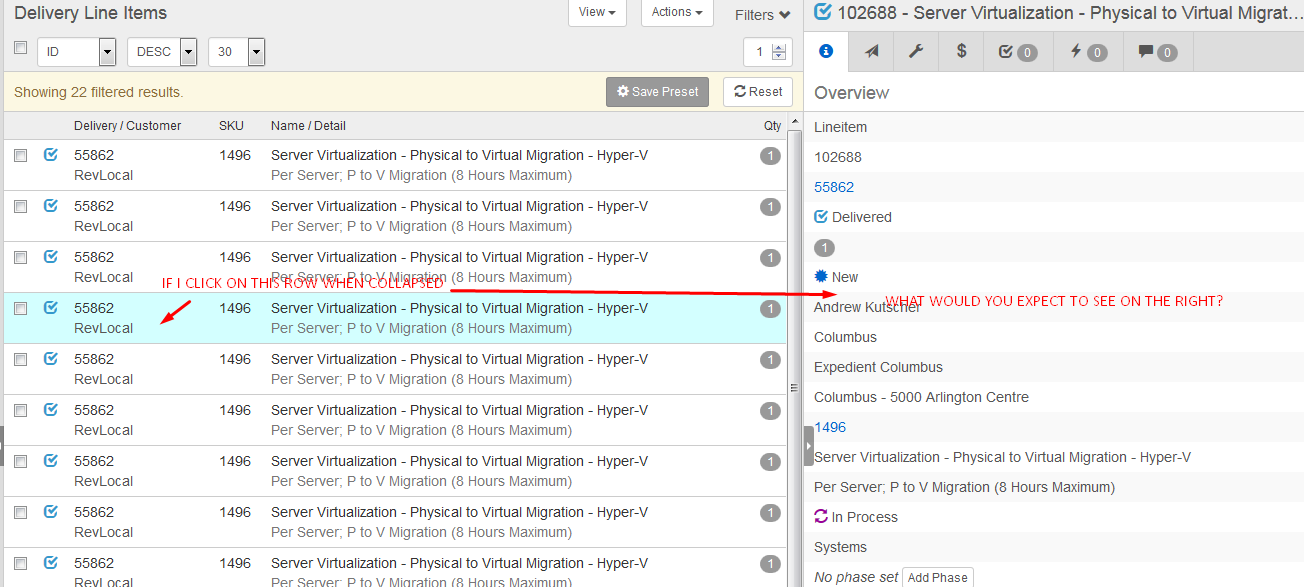 Delivery Line Items
View
Actions
Filters
ID
DESC
30
1
Showing 22 filtered results.
Save Preset
Reset
Delivery / Customer SKU Name / Detail Qty
55862 1496 Server Virtualization - Physical to Virtual Migration - Hyper-V 1
RevLocal Per Server; P to V Migration (8 Hours Maximum)
55862 1496 Server Virtualization - Physical to Virtual Migration - Hyper-V 1
RevLocal Per Server; P to V Migration (8 Hours Maximum)
55862 1496 Server Virtualization - Physical to Virtual Migration - Hyper-V 1
RevLocal Per Server; P to V Migration (8 Hours Maximum)
IF I CLICK ON THIS ROW WHEN COLLAPSED
55862 1496 Server Virtualization - Physical to Virtual Migration - Hyper-V 1
RevLocal Per Server; P to V Migration (8 Hours Maximum)
55862 1496 Server Virtualization - Physical to Virtual Migration - Hyper-V 1
RevLocal Per Server; P to V Migration (8 Hours Maximum)
55862 1496 Server Virtualization - Physical to Virtual Migration - Hyper-V 1
RevLocal Per Server; P to V Migration (8 Hours Maximum)
55862 1496 Server Virtualization - Physical to Virtual Migration - Hyper-V 1
RevLocal Per Server; P to V Migration (8 Hours Maximum)
55862 1496 Server Virtualization - Physical to Virtual Migration - Hyper-V 1
RevLocal Per Server; P to V Migration (8 Hours Maximum)
55862 1496 Server Virtualization - Physical to Virtual Migration - Hyper-V 1
RevLocal Per Server; P to V Migration (8 Hours Maximum)
102688 - Server Virtualization - Physical to Virtual Migrat...
$ 0 0 0
Overview
Lineitem
102688
55862
Delivered
1
New
WHAT WOULD YOU EXPECT TO SEE ON THE RIGHT?
Andrew Kutscher
Columbus
Expedient Columbus
Columbus - 5000 Arlington Centre
1496
Server Virtualization - Physical to Virtual Migration - Hyper-V
Per Server; P to V Migration (8 Hours Maximum)
In Process
Systems
No phase set Add Phase